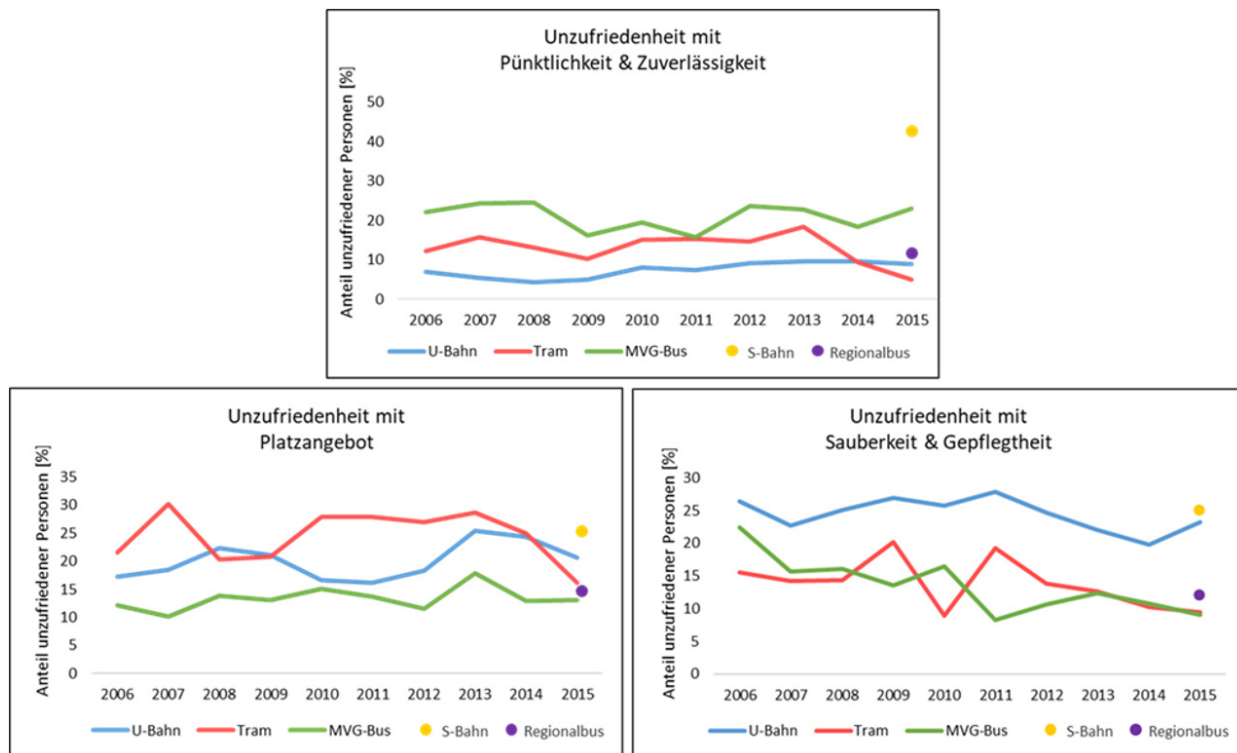 Unzufriedenheit mit
Pünktlichkeit & Zuverlässigkeit
Anteil unzufriedener Personen [%]
50
40
30
20
10
0
2006 2007 2008 2009 2010 2011 2012 2013 2014 2015
U-Bahn Tram MVG-Bus S-Bahn Regionalbus
Unzufriedenheit mit
Platzangebot
Anteil unzufriedener Personen [%]
35
30
25
20
15
10
5
0
2006 2007 2008 2009 2010 2011 2012 2013 2014 2015
U-Bahn Tram MVG-Bus S-Bahn Regionalbus
Unzufriedenheit mit
Sauberkeit & Gepflegtheit
Anteil unzufriedener Personen [%]
30
25
20
15
10
5
0
2006 2007 2008 2009 2010 2011 2012 2013 2014 2015
U-Bahn Tram MVG-Bus S-Bahn Regionalbus